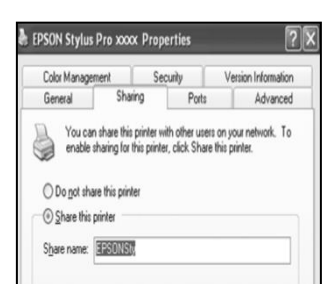 EPSON Stylus Pro xxxx Properties
Color Management Security Version Information
General Sharing Ports Advanced
You can share this printer with other users on your network. To
enable sharing for this printer, click Share this printer.
Do not share this printer
Share this printer
Share name: EPSONSty